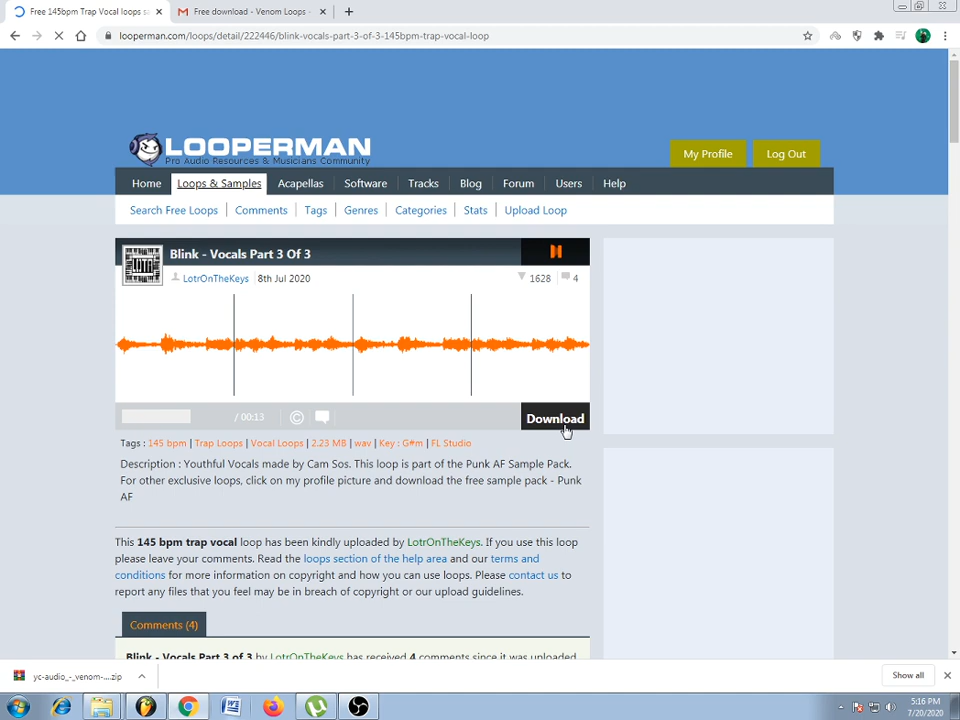 Free 145bpm Trap Vocal loops sa
Free download - Venom Loops -
looperman.com/loops/detail/222446/blink-vocals-part-3-of-3-145bpm-trap-vocal-loop
LOOPERMAN
Pro Audio Resources & Musicians Community
My Profile
Log Out
Home
Loops & Samples
Acapellas
Software
Tracks
Blog
Forum
Users
Help
Search Free Loops
Comments
Tags
Genres
Categories
Stats
Upload Loop
Blink - Vocals Part 3 Of 3
LotrOnTheKeys
8th Jul 2020
1628
4
/ 00:13
Download
Tags : 145 bpm | Trap Loops | Vocal Loops | 2.23 MB | wav | Key : G#m | FL Studio
Description : Youthful Vocals made by Cam Sos. This loop is part of the Punk AF Sample Pack.
For other exclusive loops, click on my profile picture and download the free sample pack - Punk
AF
This 145 bpm trap vocal loop has been kindly uploaded by LotrOnTheKeys. If you use this loop
please leave your comments. Read the loops section of the help area and our terms and
conditions for more information on copyright and how you can use loops. Please contact us to
report any files that you feel may be in breach of copyright or our upload guidelines.
Comments (4)
Blink - Vocals Part 3 of 3 by LotrOnTheKeys has received 4 comments since it was uploaded.
yc-audio_-_venom-....zip
Show all
5:16 PM
7/20/2020